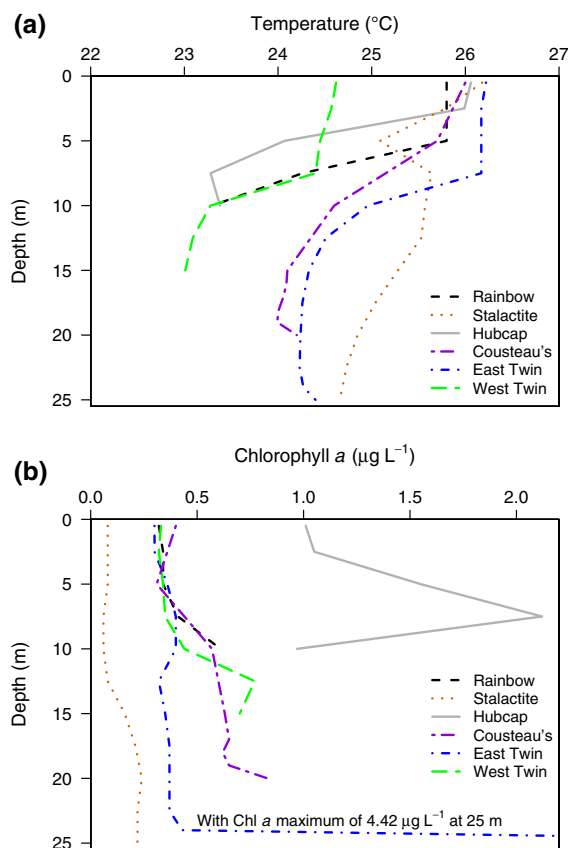 (a)
Temperature (°C)
22 23 24 25 26 27
0
5
10
15
20
25
Depth (m)
Rainbow
Stalactite
Hubcap
Cousteau's
East Twin
West Twin
(b)
Chlorophyll a (µg L⁻¹)
0.0 0.5 1.0 1.5 2.0
0
5
10
15
20
25
Depth (m)
Rainbow
Stalactite
Hubcap
Cousteau's
East Twin
West Twin
With Chl a maximum of 4.42 µg L⁻¹ at 25 m